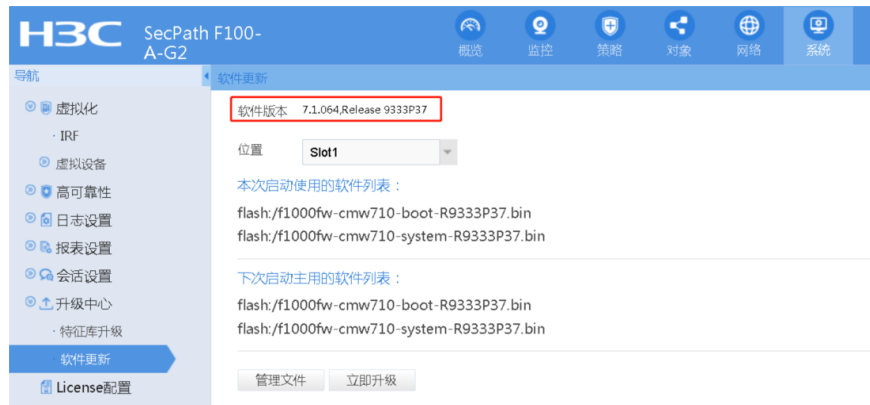 H3C SecPath F100-A-G2
概览 监控 策略 对象 网络 系统
导航
软件更新
虚拟化
· IRF
虚拟设备
高可靠性
日志设置
报表设置
会话设置
升级中心
· 特征库升级
· 软件更新
License配置
软件版本 7.1.064,Release 9333P37
位置 Slot1
本次启动使用的软件列表：
flash:/f1000fw-cmw710-boot-R9333P37.bin
flash:/f1000fw-cmw710-system-R9333P37.bin
下次启动主用的软件列表：
flash:/f1000fw-cmw710-boot-R9333P37.bin
flash:/f1000fw-cmw710-system-R9333P37.bin
管理文件 立即升级